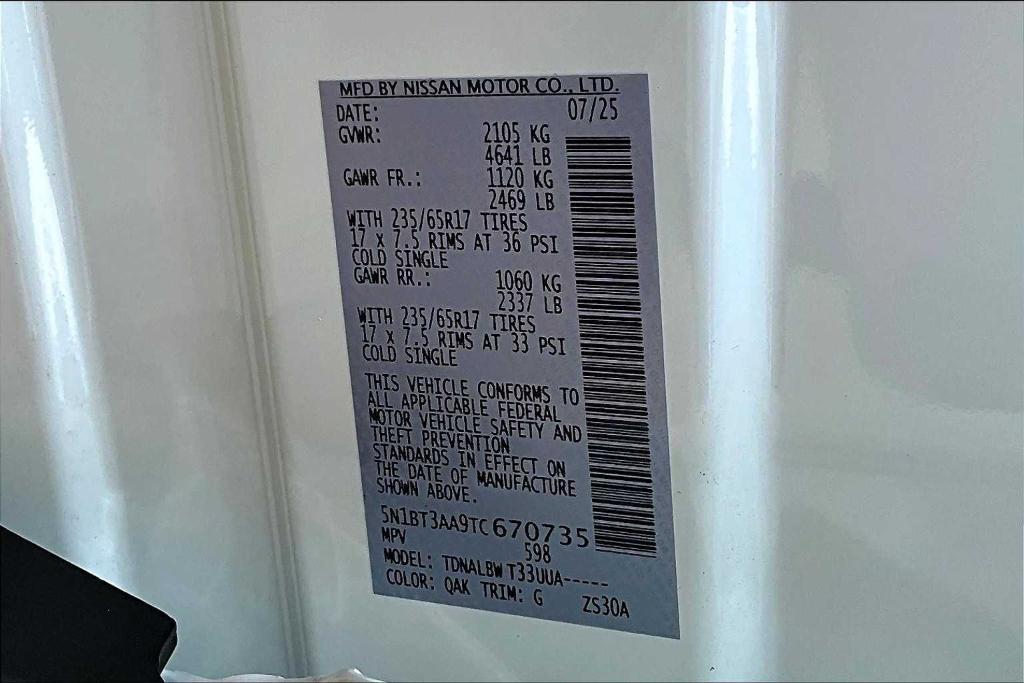 MFD BY NISSAN MOTOR CO., LTD.
DATE: 07/25
GVWR: 2105 KG
4641 LB
GAWR FR.: 1120 KG
2469 LB
WITH 235/65R17 TIRES
17 x 7.5 RIMS AT 36 PSI
COLD SINGLE
GAWR RR.: 1060 KG
2337 LB
WITH 235/65R17 TIRES
17 x 7.5 RIMS AT 33 PSI
COLD SINGLE
THIS VEHICLE CONFORMS TO
ALL APPLICABLE FEDERAL
MOTOR VEHICLE SAFETY AND
THEFT PREVENTION
STANDARDS IN EFFECT ON
THE DATE OF MANUFACTURE
SHOWN ABOVE.
5N1BT3AA9TC670735
MPV 598
MODEL: TDNALBW T33UUA-----
COLOR: QAK TRIM: G ZS30A